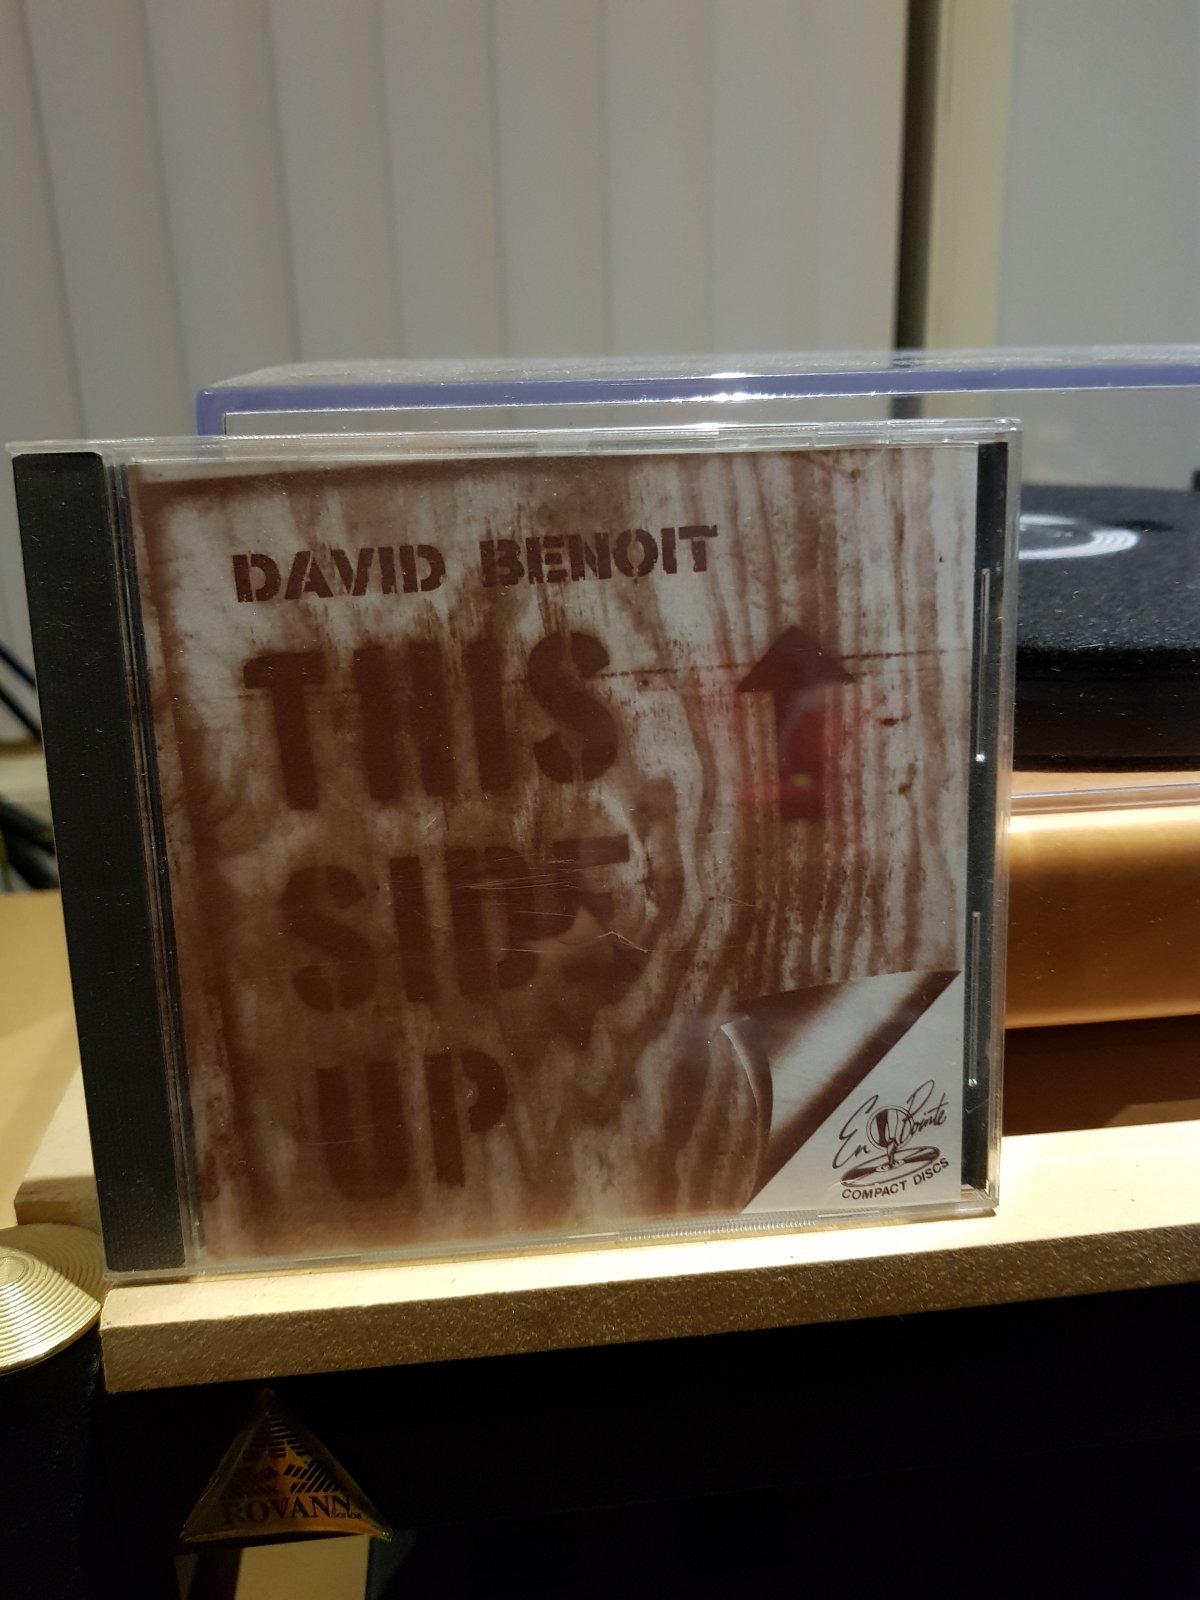 DAVID BENOIT
THIS
SIDE
UP
En Pointe
COMPACT DISCS
ROVANN